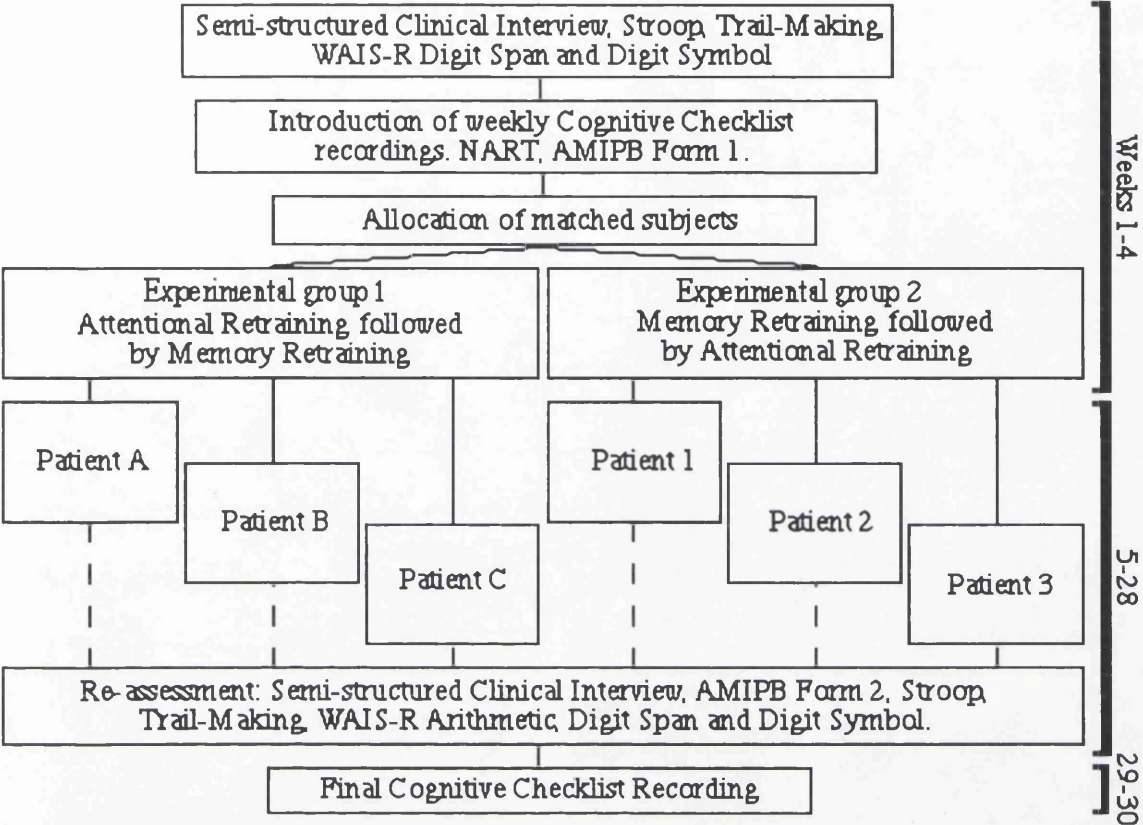 Semi-structured Clinical Interview, Stroop, Trail-Making,
WAIS-R Digit Span and Digit Symbol
Introduction of weekly Cognitive Checklist
recordings. NART, AMIPB Form 1.
Allocation of matched subjects
Weeks 1-4
Experimental group 1
Attentional Retraining followed
by Memory Retraining
Experimental group 2
Memory Retraining followed
by Attentional Retraining
Patient A
Patient B
Patient C
Patient 1
Patient 2
Patient 3
5-28
Re-assessment: Semi-structured Clinical Interview, AMIPB Form 2, Stroop,
Trail-Making, WAIS-R Arithmetic, Digit Span and Digit Symbol.
Final Cognitive Checklist Recording
29-30